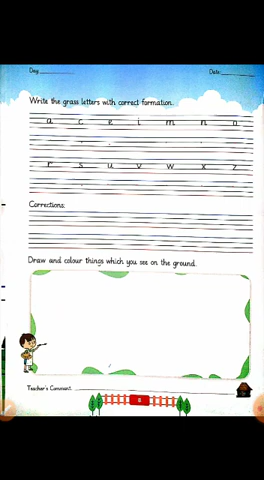 Day:
Date:
Write the grass letters with correct formation.
a c e i m n o
r s u v w x z
Corrections:
Draw and colour things which you see on the ground.
Teacher's Comment: